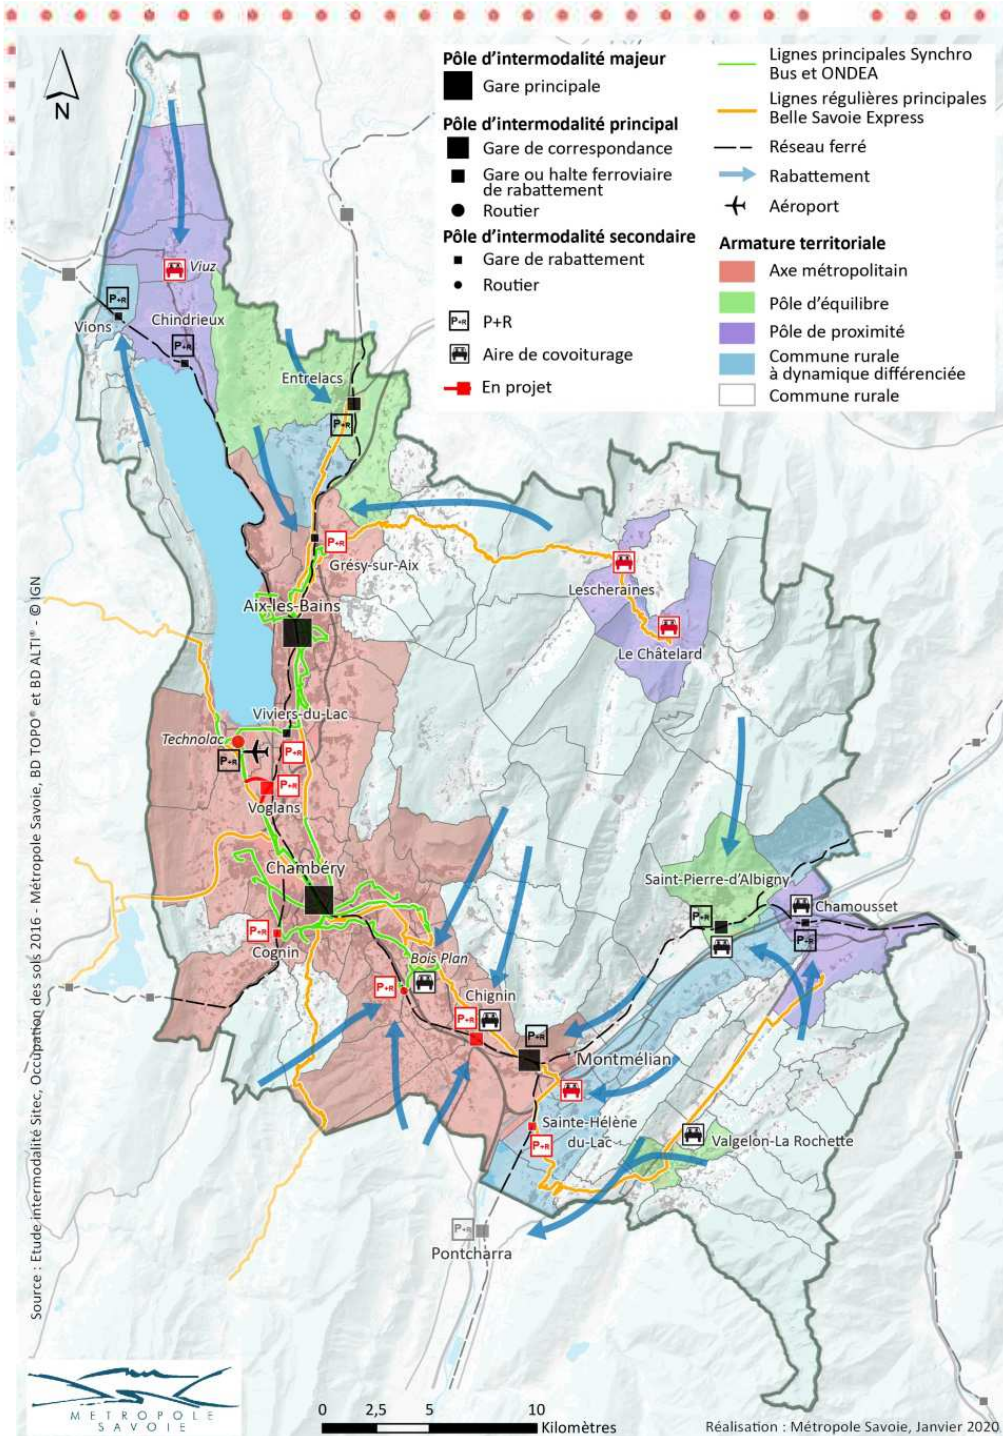 N
Pôle d'intermodalité majeur
Gare principale
Pôle d'intermodalité principal
Gare de correspondance
Gare ou halte ferroviaire
de rabattement
Routier
Pôle d'intermodalité secondaire
Gare de rabattement
Routier
P+R
P+R
Aire de covoiturage
En projet
Lignes principales Synchro
Bus et ONDEA
Lignes régulières principales
Belle Savoie Express
Réseau ferré
Rabattement
Aéroport
Armature territoriale
Axe métropolitain
Pôle d'équilibre
Pôle de proximité
Commune rurale
à dynamique différenciée
Commune rurale
Viuz
P+R
Vions
Chindrieux
P+R
Entrelacs
P+R
P+R
Grésy-sur-Aix
Aix-les-Bains
Lescheraines
Le Châtelard
Viviers-du-Lac
Technolac
P+R
P+R
P+R
Voglans
Chambéry
Saint-Pierre-d'Albigny
P+R
Chamousset
P+R
P+R
Cognin
Bois Plan
P+R
Chignin
P+R
P+R
Montmélian
Sainte-Hélène
du-Lac
P+R
Valgelon-La Rochette
P+R
Pontcharra
Source : Etude intermodalité Sitec, Occupation des sols 2016 - Métropole Savoie, BD TOPO® et BD ALTI® - © IGN
METROPOLE
SAVOIE
0 2,5 5 10
Kilomètres
Réalisation : Métropole Savoie, Janvier 2020